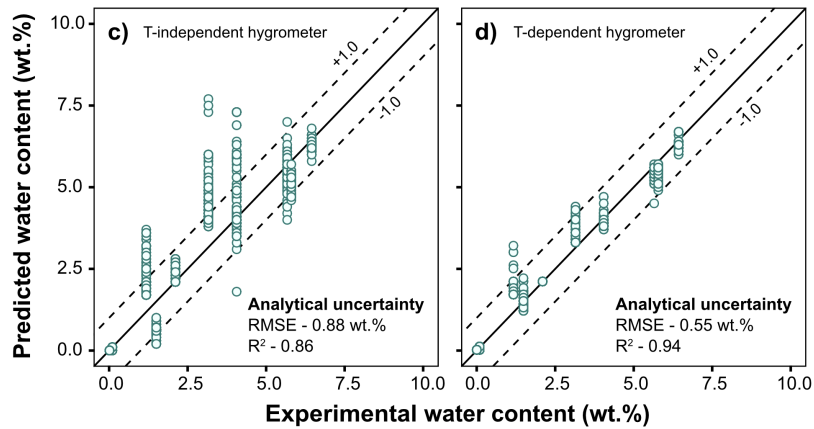 Predicted water content (wt.%)
10.0
7.5
5.0
2.5
0.0
c) T-independent hygrometer
+1.0
-1.0
Analytical uncertainty
RMSE - 0.88 wt.%
R² - 0.86
0.0 2.5 5.0 7.5 10.0
d) T-dependent hygrometer
+1.0
-1.0
Analytical uncertainty
RMSE - 0.55 wt.%
R² - 0.94
0.0 2.5 5.0 7.5 10.0
Experimental water content (wt.%)